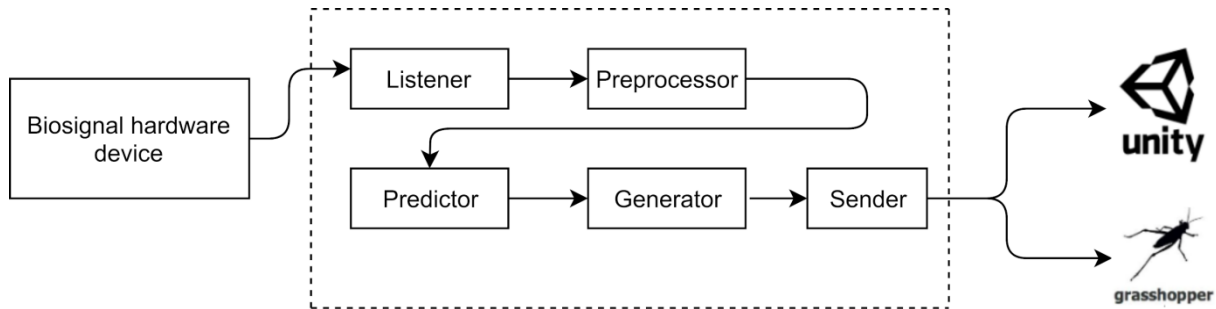 Biosignal hardware
device
Listener
Preprocessor
Predictor
Generator
Sender
unity
grasshopper